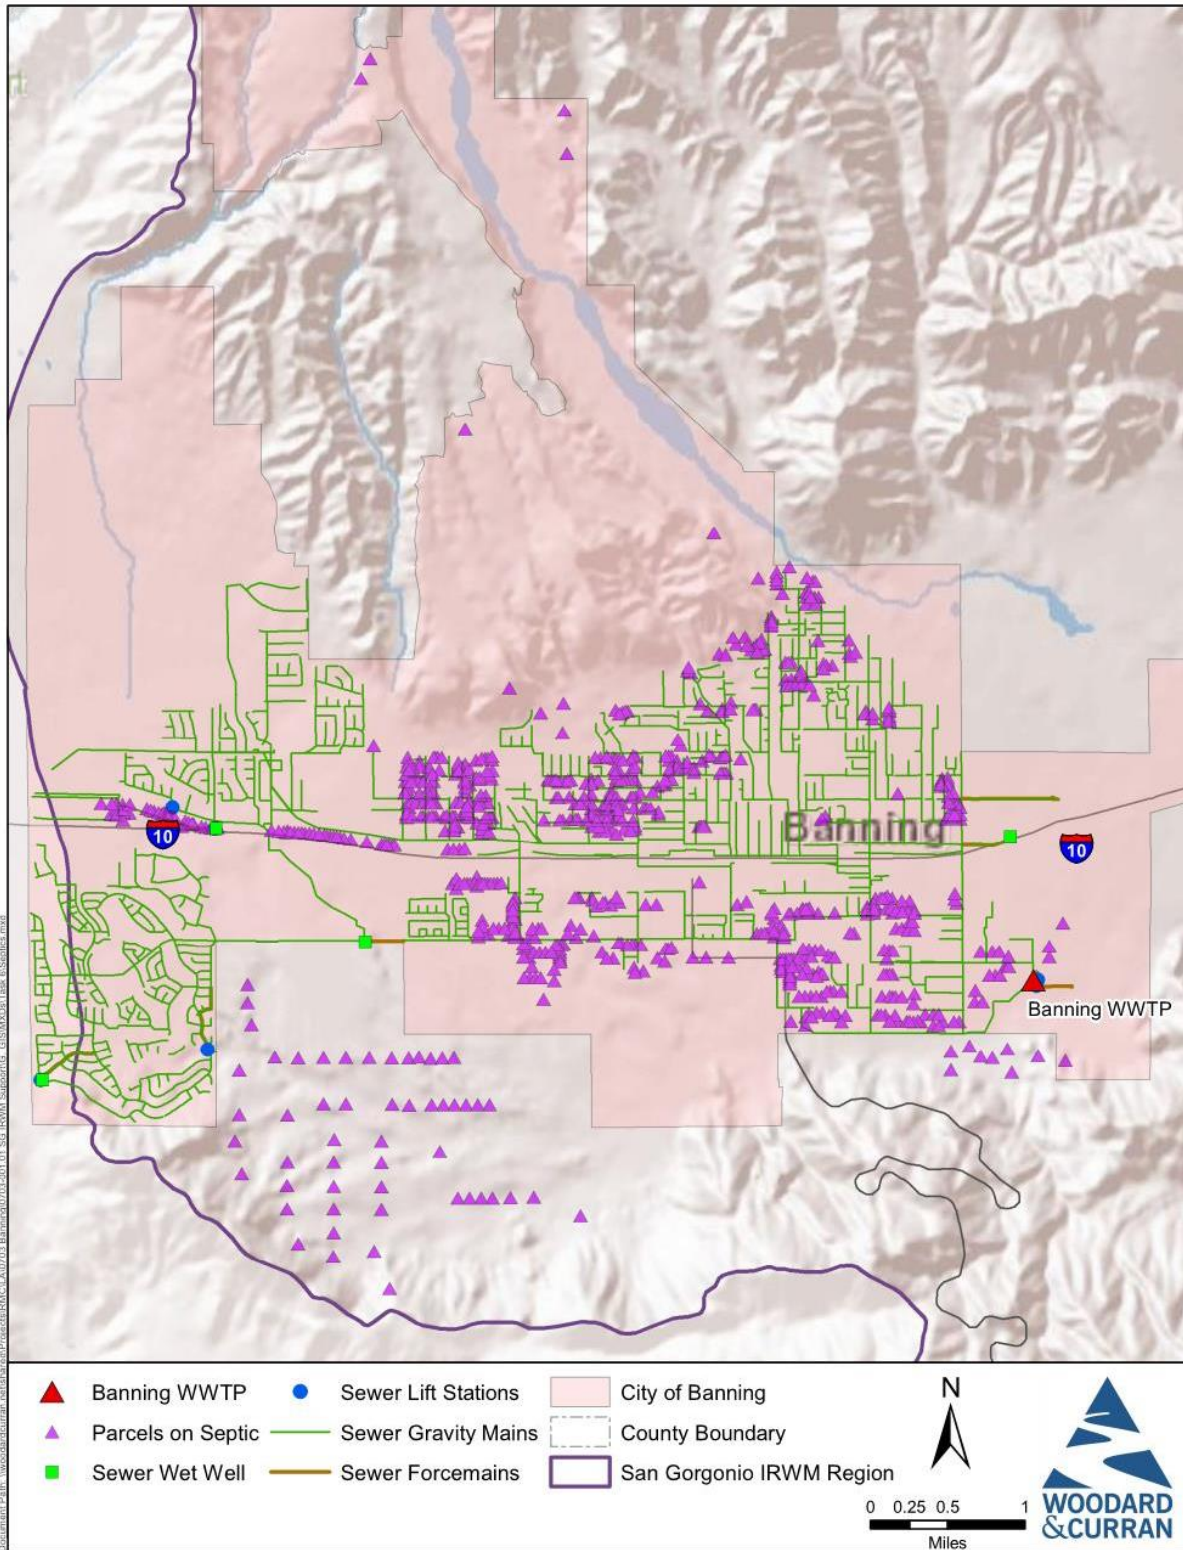 10
Banning
10
Banning WWTP
Banning WWTP
Sewer Lift Stations
City of Banning
Parcels on Septic
Sewer Gravity Mains
County Boundary
Sewer Wet Well
Sewer Forcemains
San Gorgonio IRWM Region
N
0 0.25 0.5 1
Miles
WOODARD
&CURRAN